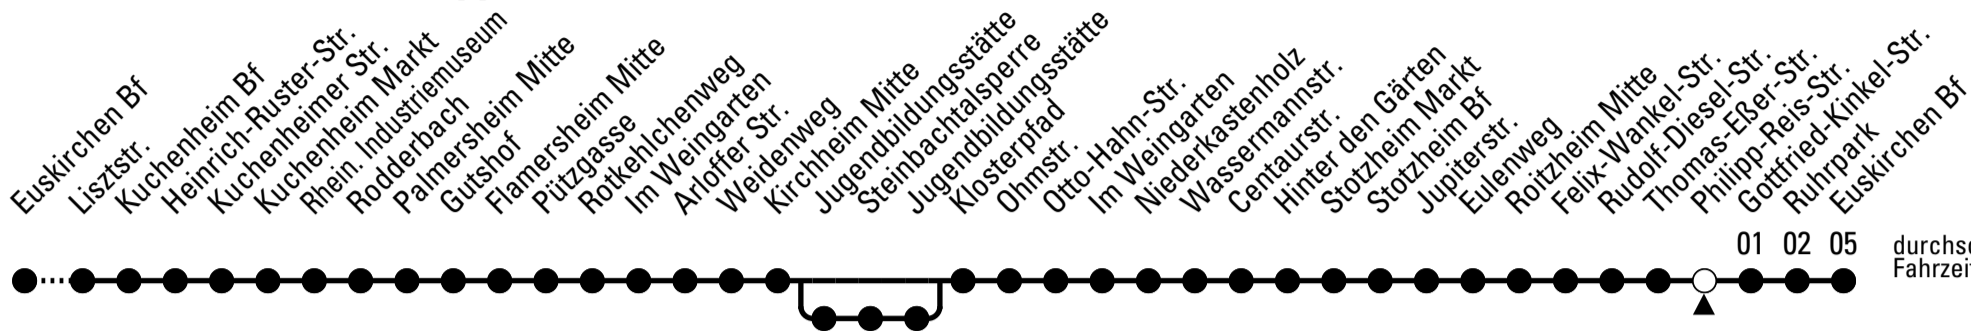 Euskirchen Bf
Lisztstr.
Kuchenheim Bf
Heinrich-Ruster-Str.
Kuchenheimer Str.
Kuchenheim Markt
Rhein. Industriemuseum
Rodderbach
Palmersheim Mitte
Gutshof
Flamersheim Mitte
Pützgasse
Rotkehlchenweg
Im Weingarten
Arloffer Str.
Weidenweg
Kirchheim Mitte
Jugendbildungsstätte
Steinbachtalsperre
Jugendbildungsstätte
Klosterpfad
Ohmstr.
Otto-Hahn-Str.
Im Weingarten
Niederkastenholz
Wassermannstr.
Centaurstr.
Hinter den Gärten
Stotzheim Markt
Stotzheim Bf
Jupiterstr.
Eulenweg
Roitzheim Mitte
Felix-Wankel-Str.
Rudolf-Diesel-Str.
Thomas-Eßer-Str.
Philipp-Reis-Str.
Gottfried-Kinkel-Str.
Ruhrpark
Euskirchen Bf
01 02 05
Fahrzeit